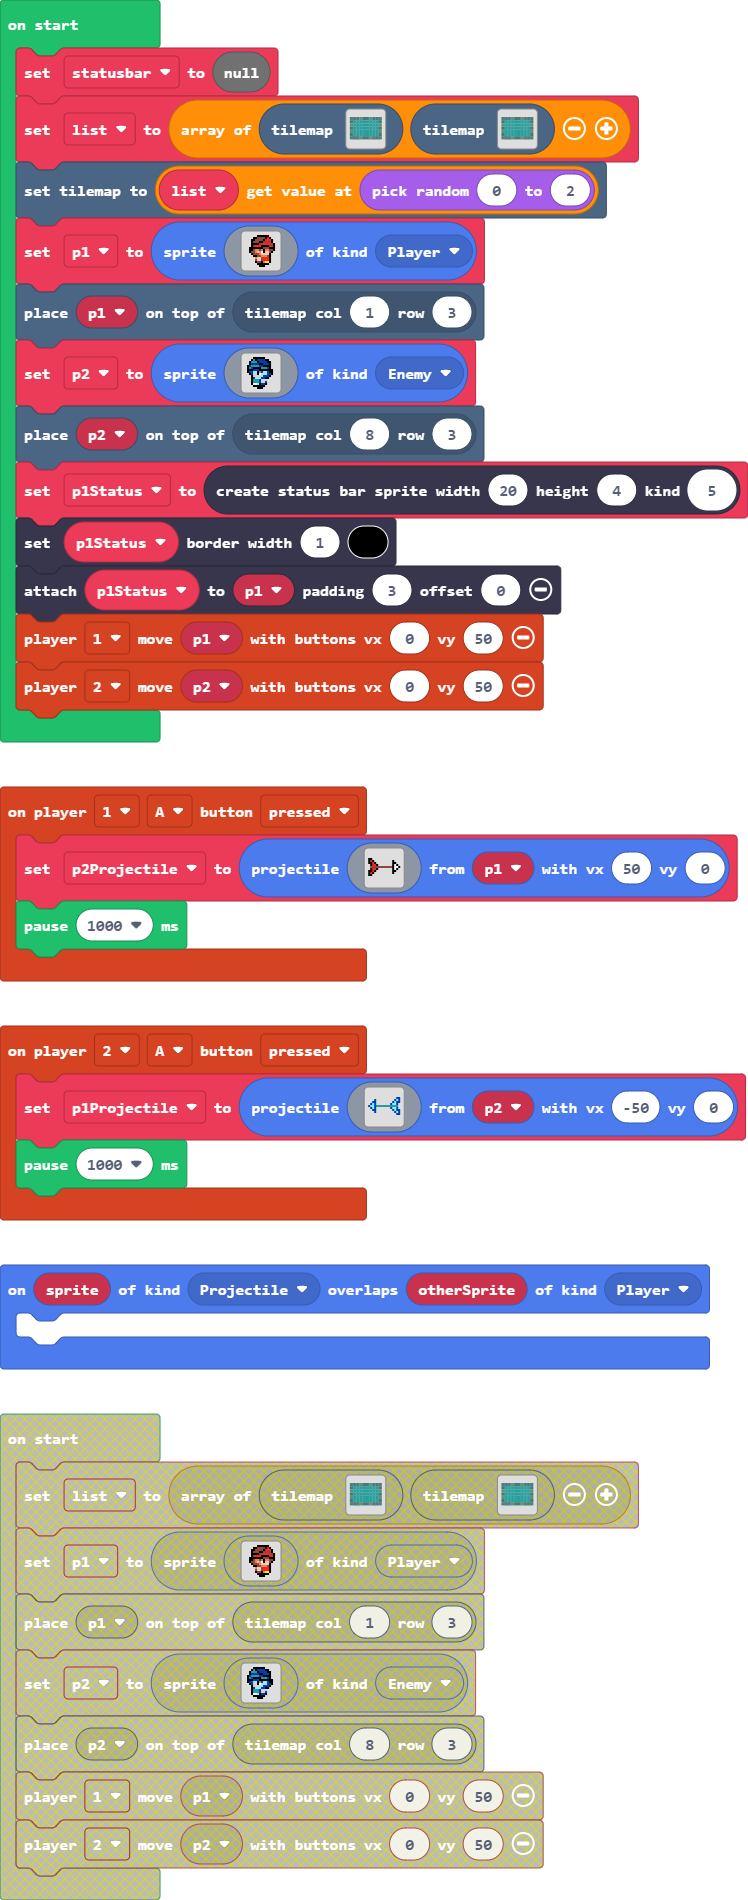 on start
set statusbar to null
set list to array of tilemap tilemap
set tilemap to list get value at pick random 0 to 2
set p1 to sprite of kind Player
place p1 on top of tilemap col 1 row 3
set p2 to sprite of kind Enemy
place p2 on top of tilemap col 8 row 3
set p1Status to create status bar sprite width 20 height 4 kind 5
set p1Status border width 1
attach p1Status to p1 padding 3 offset 0
player 1 move p1 with buttons vx 0 vy 50
player 2 move p2 with buttons vx 0 vy 50
on player 1 A button pressed
set p2Projectile to projectile from p1 with vx 50 vy 0
pause 1000 ms
on player 2 A button pressed
set p1Projectile to projectile from p2 with vx -50 vy 0
pause 1000 ms
on sprite of kind Projectile overlaps otherSprite of kind Player
on start
set list to array of tilemap tilemap
set p1 to sprite of kind Player
place p1 on top of tilemap col 1 row 3
set p2 to sprite of kind Enemy
place p2 on top of tilemap col 8 row 3
player 1 move p1 with buttons vx 0 vy 50
player 2 move p2 with buttons vx 0 vy 50